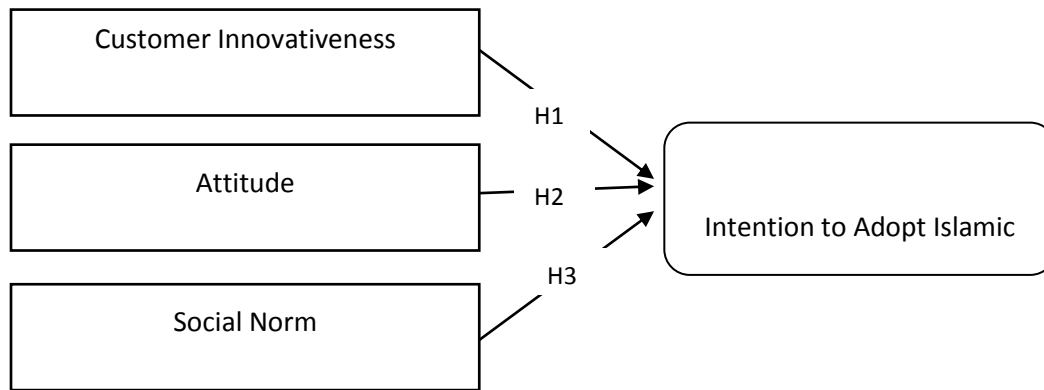 Customer Innovativeness
H1
Attitude
H2
Intention to Adopt Islamic
H3
Social Norm